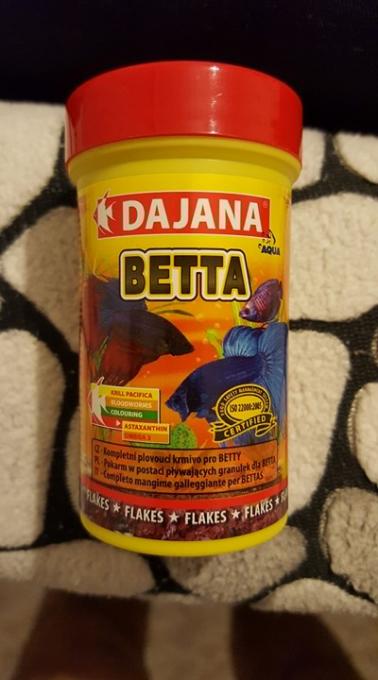 DAJANA®
AQUA
BETTA
KRILL PACIFICA
BLOODWORMS
COLOURING
ASTAXANTHIN
OMEGA 3
ISO 22000:2005
CERTIFIED
CZ - Kompletní plovoucí krmivo pro BETTY
PL - Pokarm w postaci pływających granulek dla BETTA
IT - Completo mangime galleggiante per BETTAS
FLAKES ★ FLAKES ★ FLAKES ★ FLAKES ★